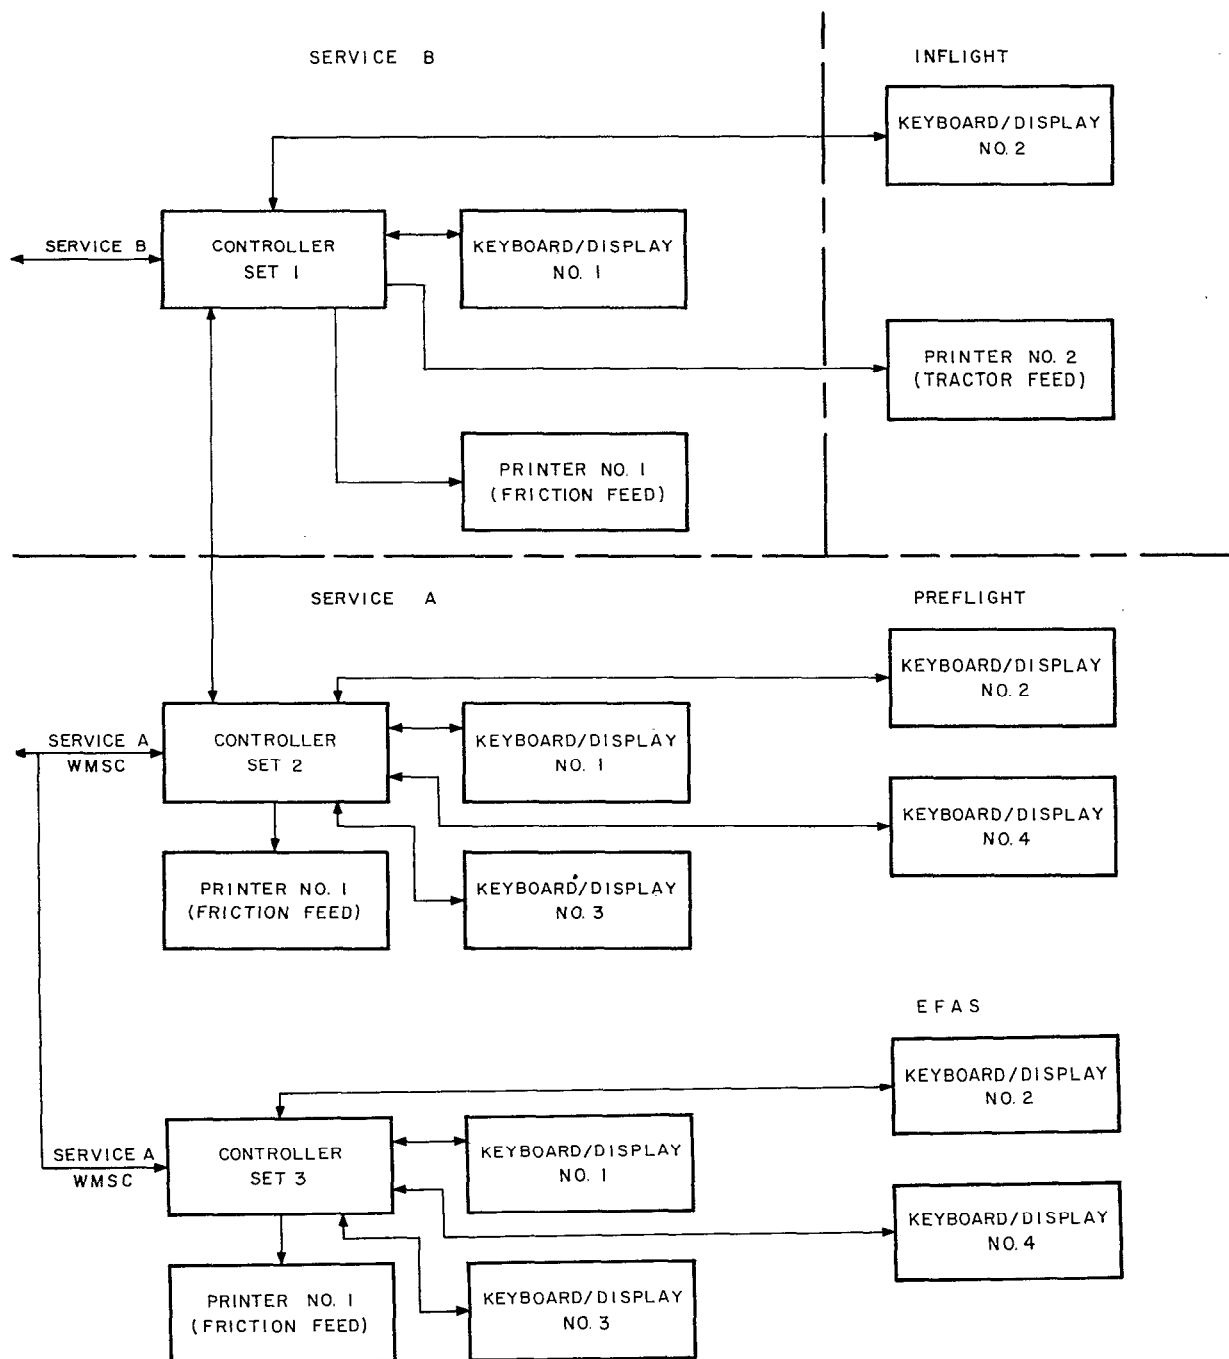 SERVICE B
INFLIGHT
KEYBOARD/DISPLAY
NO. 2
SERVICE B
CONTROLLER
SET 1
KEYBOARD/DISPLAY
NO. 1
PRINTER NO. 2
(TRACTOR FEED)
PRINTER NO. 1
(FRICTION FEED)
SERVICE A
PREFLIGHT
KEYBOARD/DISPLAY
NO. 2
SERVICE A
WMSC
CONTROLLER
SET 2
KEYBOARD/DISPLAY
NO. 1
KEYBOARD/DISPLAY
NO. 4
PRINTER NO. 1
(FRICTION FEED)
KEYBOARD/DISPLAY
NO. 3
EFAS
KEYBOARD/DISPLAY
NO. 2
SERVICE A
WMSC
CONTROLLER
SET 3
KEYBOARD/DISPLAY
NO. 1
KEYBOARD/DISPLAY
NO. 4
PRINTER NO. 1
(FRICTION FEED)
KEYBOARD/DISPLAY
NO. 3